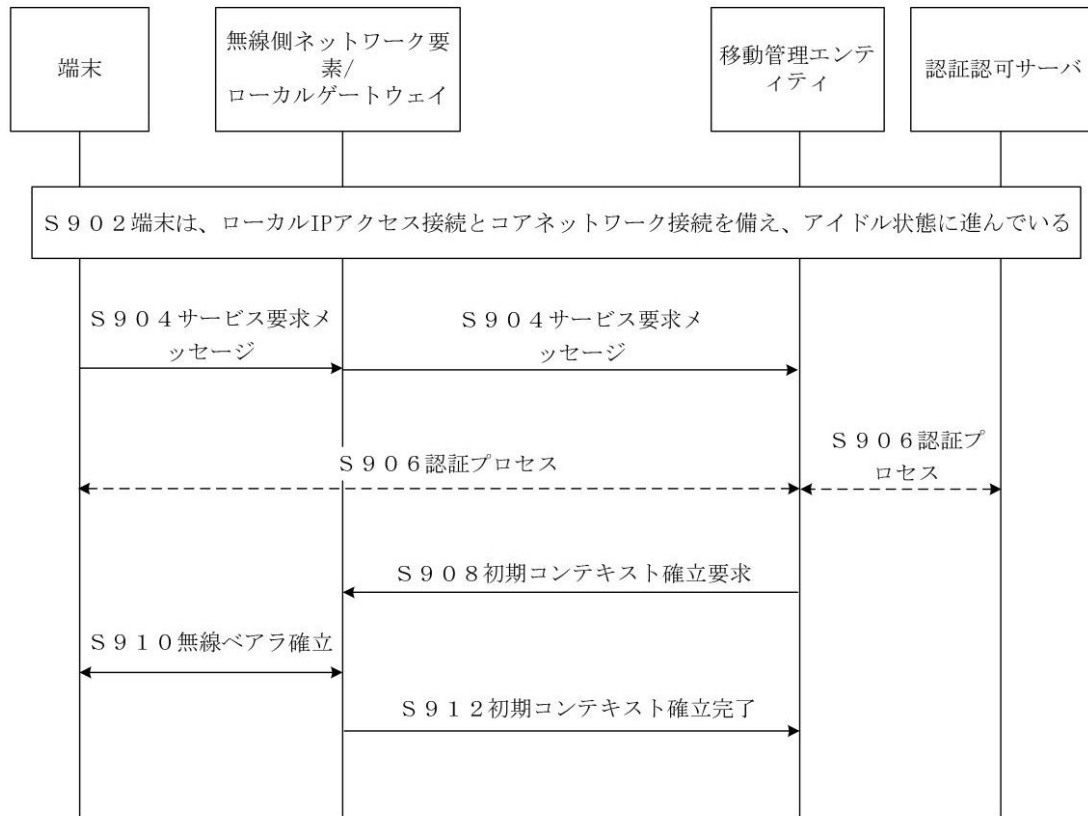 端末
無線側ネットワーク要
素/
ローカルゲートウェイ
移動管理エンテ
ィティ
認証認可サーバ
S902端末は、ローカルIPアクセス接続とコアネットワーク接続を備え、アイドル状態に進んでいる
S904サービス要求メ
ッセージ
S904サービス要求メ
ッセージ
S906認証プロセス
S906認証プ
ロセス
S908初期コンテキスト確立要求
S910無線ベアラ確立
S912初期コンテキスト確立完了